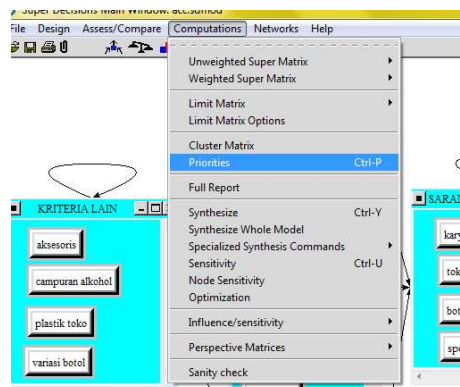 Super Decisions Main Window: acc.sdmod
File Design Assess/Compare Computations Networks Help
Unweighted Super Matrix
Weighted Super Matrix
Limit Matrix
Limit Matrix Options
Cluster Matrix
Priorities Ctrl-P
Full Report
Synthesize Ctrl-Y
Synthesize Whole Model
Specialized Synthesis Commands
Sensitivity Ctrl-U
Node Sensitivity
Optimization
Influence/sensitivity
Perspective Matrices
Sanity check
KRITERIA LAIN
aksesoris
campuran alkohol
plastik toko
variasi botol
SARAN
kary
tok
bot
spe